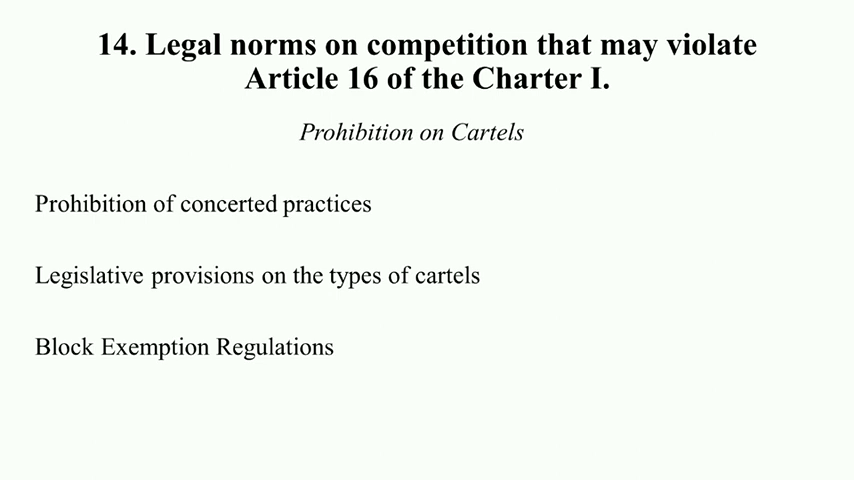 14. Legal norms on competition that may violate
Article 16 of the Charter I.
Prohibition on Cartels
Prohibition of concerted practices
Legislative provisions on the types of cartels
Block Exemption Regulations